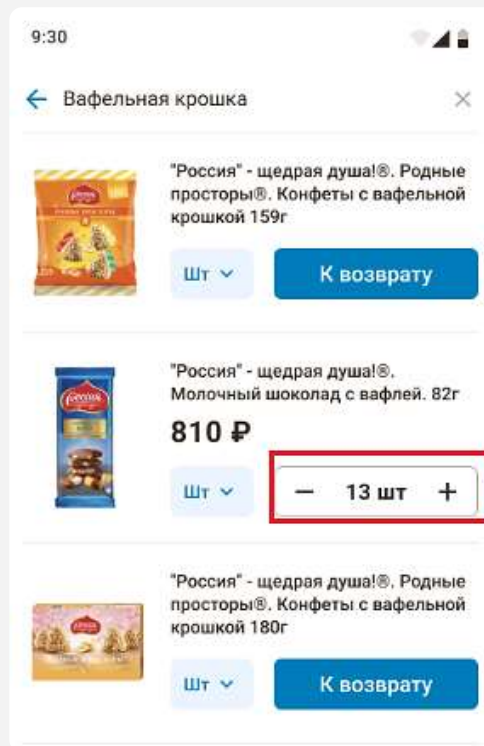 9:30
Вафельная крошка
"Россия" - щедрая душа!®. Родные
просторы®. Конфеты с вафельной
крошкой 159г
Шт
К возврату
"Россия" - щедрая душа!®.
Молочный шоколад с вафлей. 82г
810 ₽
Шт
— 13 шт +
"Россия" - щедрая душа!®. Родные
просторы®. Конфеты с вафельной
крошкой 180г
Шт
К возврату